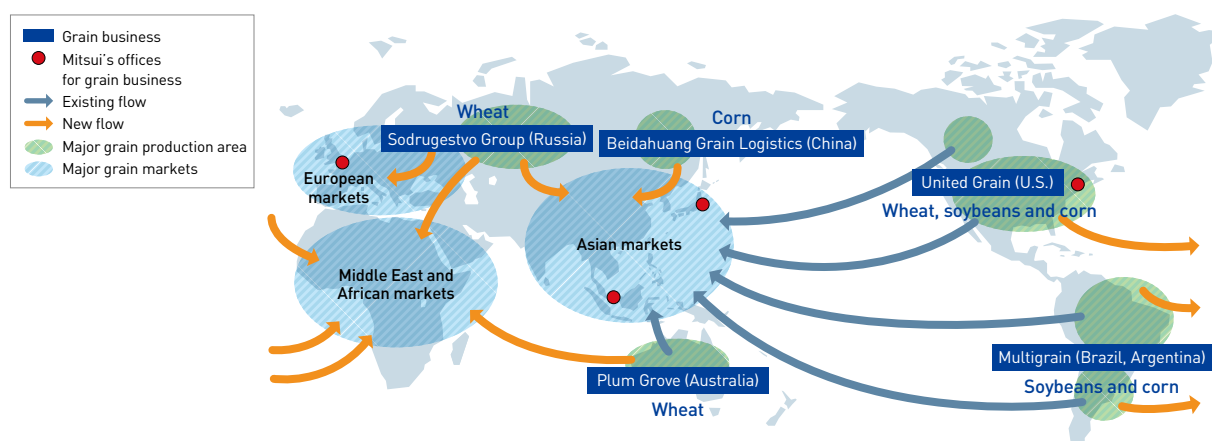 Grain business
Mitsui's offices
for grain business
Existing flow
New flow
Major grain production area
Major grain markets
Wheat
Sodrugestvo Group (Russia)
Corn
Beidahuang Grain Logistics (China)
European
markets
United Grain (U.S.)
Wheat, soybeans and corn
Asian markets
Middle East and
African markets
Multigrain (Brazil, Argentina)
Soybeans and corn
Plum Grove (Australia)
Wheat